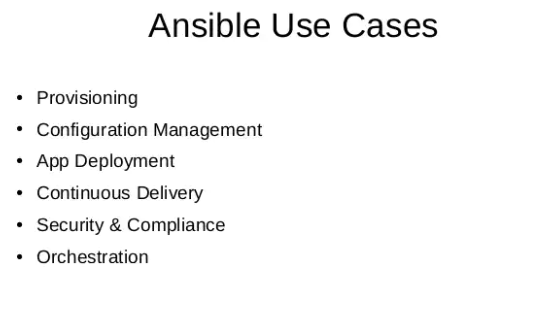 Ansible Use Cases
• Provisioning
• Configuration Management
• App Deployment
• Continuous Delivery
• Security & Compliance
• Orchestration